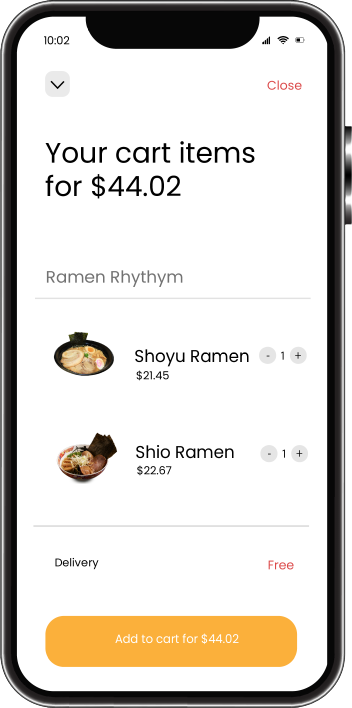 10:02
Close
Your cart items
for $44.02
Ramen Rhythym
Shoyu Ramen - 1 +
$21.45
Shio Ramen - 1 +
$22.67
Delivery
Free
Add to cart for $44.02